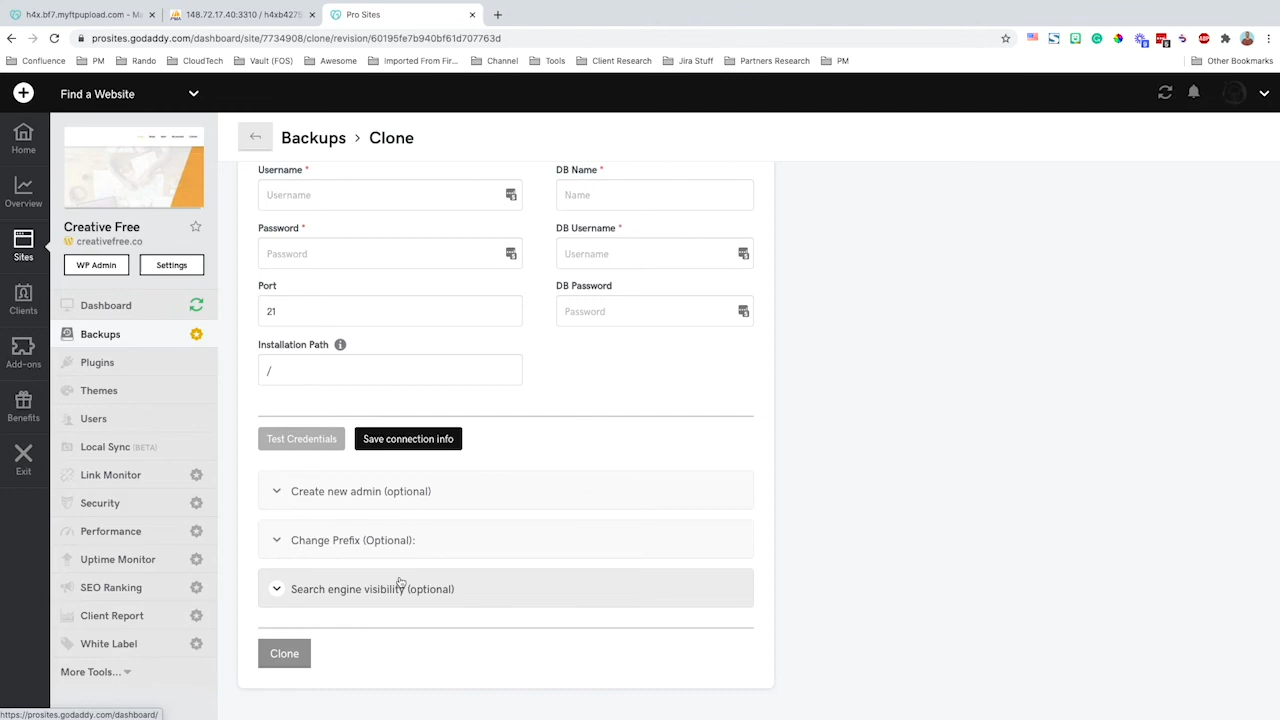 h4x.bf7.myftpupload.com - Ma
148.72.17.40:3310 / h4xb4275
Pro Sites
prosites.godaddy.com/dashboard/site/7734908/clone/revision/60195fe7b940bf61d707763d
Confluence
PM
Rando
CloudTech
Vault (FOS)
Awesome
Imported From Fir...
Channel
Tools
Client Research
Jira Stuff
Partners Research
PM
Other Bookmarks
Find a Website
Home
Overview
Sites
Clients
Add-ons
Benefits
Exit
Creative Free
creativefree.co
WP Admin
Settings
Dashboard
Backups
Plugins
Themes
Users
Local Sync (BETA)
Link Monitor
Security
Performance
Uptime Monitor
SEO Ranking
Client Report
White Label
More Tools...
Backups > Clone
Username *
Username
DB Name *
Name
Password *
Password
DB Username *
Username
Port
21
DB Password
Password
Installation Path
/
Test Credentials
Save connection info
Create new admin (optional)
Change Prefix (Optional):
Search engine visibility (optional)
Clone
https://prosites.godaddy.com/dashboard/